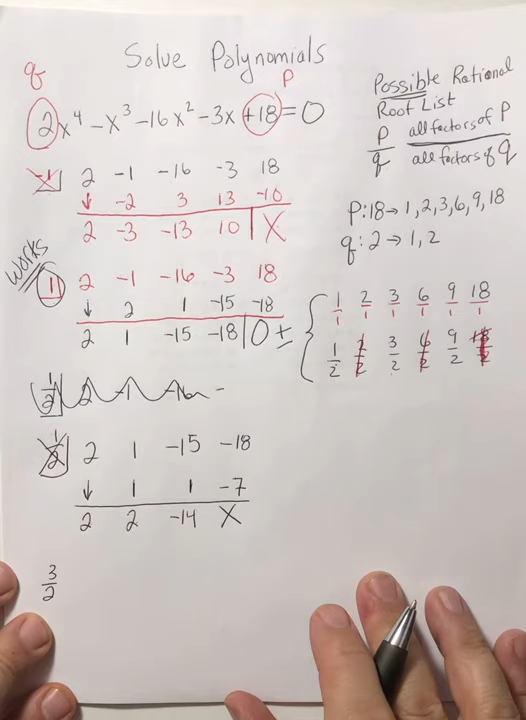 Solve Polynomials
q
P
2x⁴ - x³ - 16x² - 3x + 18 = 0
-1 2 -1 -16 -3 18
↓ -2 3 13 -10
2 -3 -13 10 X
Works
1 2 -1 -16 -3 18
↓ 2 1 -15 -18
2 1 -15 -18 0
1/2 2 -1 -16 -
1/2 2 1 -15 -18
↓ 1 1 -7
2 2 -14 X
3/2
Possible Rational
Root List
P/q all factors of P / all factors of q
P: 18 → 1, 2, 3, 6, 9, 18
q: 2 → 1, 2
1/1 2/1 3/1 6/1 9/1 18/1
1/2 2/2 3/2 6/2 9/2 18/2